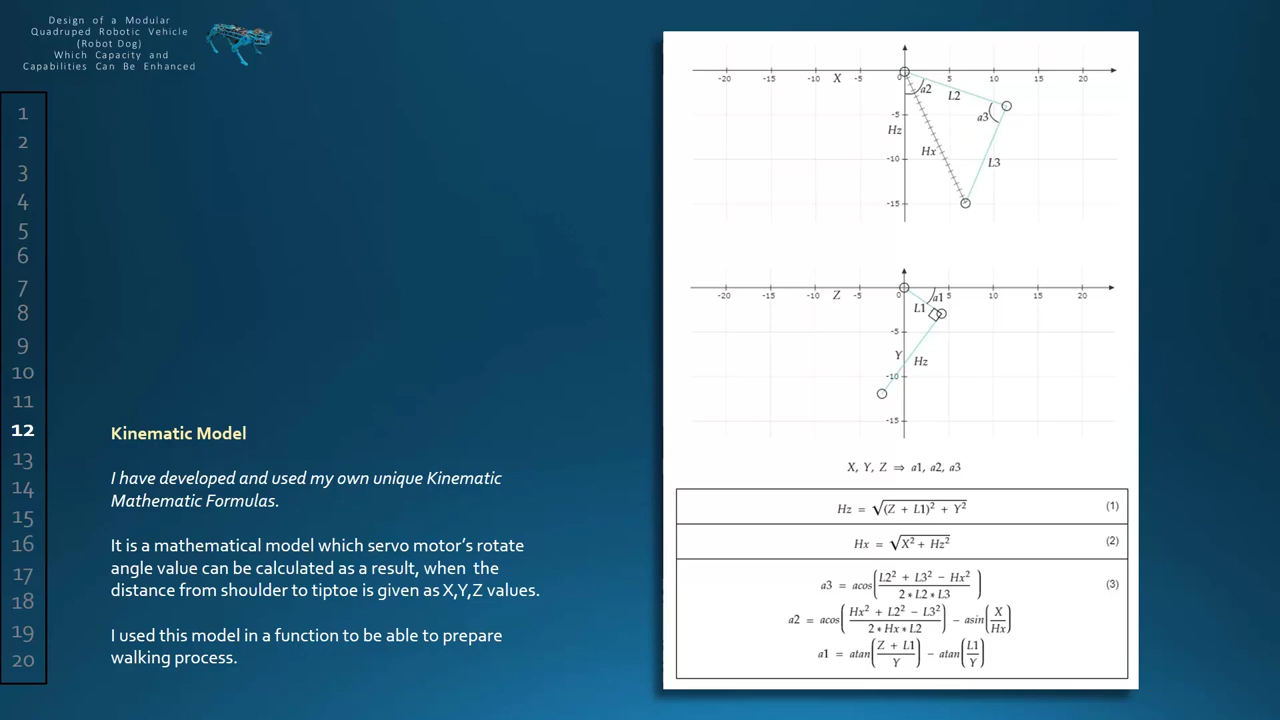 Design of a Modular
Quadruped Robotic Vehicle
(Robot Dog)
Which Capacity and
Capabilities Can Be Enhanced
1
2
3
4
5
6
7
8
9
10
11
12
13
14
15
16
17
18
19
20
Kinematic Model
I have developed and used my own unique Kinematic
Mathematic Formulas.
It is a mathematical model which servo motor's rotate
angle value can be calculated as a result, when the
distance from shoulder to tiptoe is given as X,Y,Z values.
I used this model in a function to be able to prepare
walking process.
-20 -15 -10 X -5 0 5 10 15 20
a2
L2
a3
-5
Hz
Hx
-10
L3
-15
-20 -15 -10 Z -5 0 5 10 15 20
a1
L1
-5
Y
Hz
-10
-15
X, Y, Z ⇒ a1, a2, a3
Hz = √((Z + L1)² + Y²) (1)
Hx = √(X² + Hz²) (2)
a3 = acos((L2² + L3² − Hx²) / (2 * L2 * L3)) (3)
a2 = acos((Hx² + L2² − L3²) / (2 * Hx * L2)) − asin(X / Hx)
a1 = atan((Z + L1) / Y) − atan(L1 / Y)